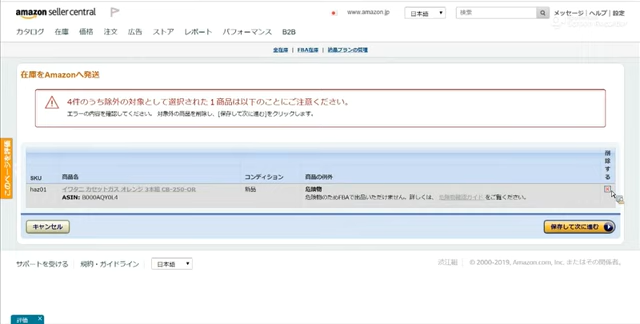 amazon seller central
www.amazon.jp
日本語
検索
メッセージ | ヘルプ | 設定
カタログ 在庫 価格 注文 広告 ストア レポート パフォーマンス B2B
全在庫 | FBA在庫 |
在庫をAmazonへ発送
4件のうち除外の対象として選択された1商品は以下のことにご注意ください。
エラーの内容を確認してください。 対象外の商品を削除し、[保存して次に進む]をクリックします。
SKU 商品名 コンディション 商品の例外 削除する
haz01 イワタニ カセットガス オレンジ 3本組 CB-250-OR 新品 危険物
ASIN: B000AQYDL4 危険物のためFBAで出品いただけません。詳しくは、 をご覧ください。
キャンセル 保存して次に進む
サポートを受ける 規約・ガイドライン 日本語
© 2000-2019, Amazon.com, Inc. またはその関係者。
評価